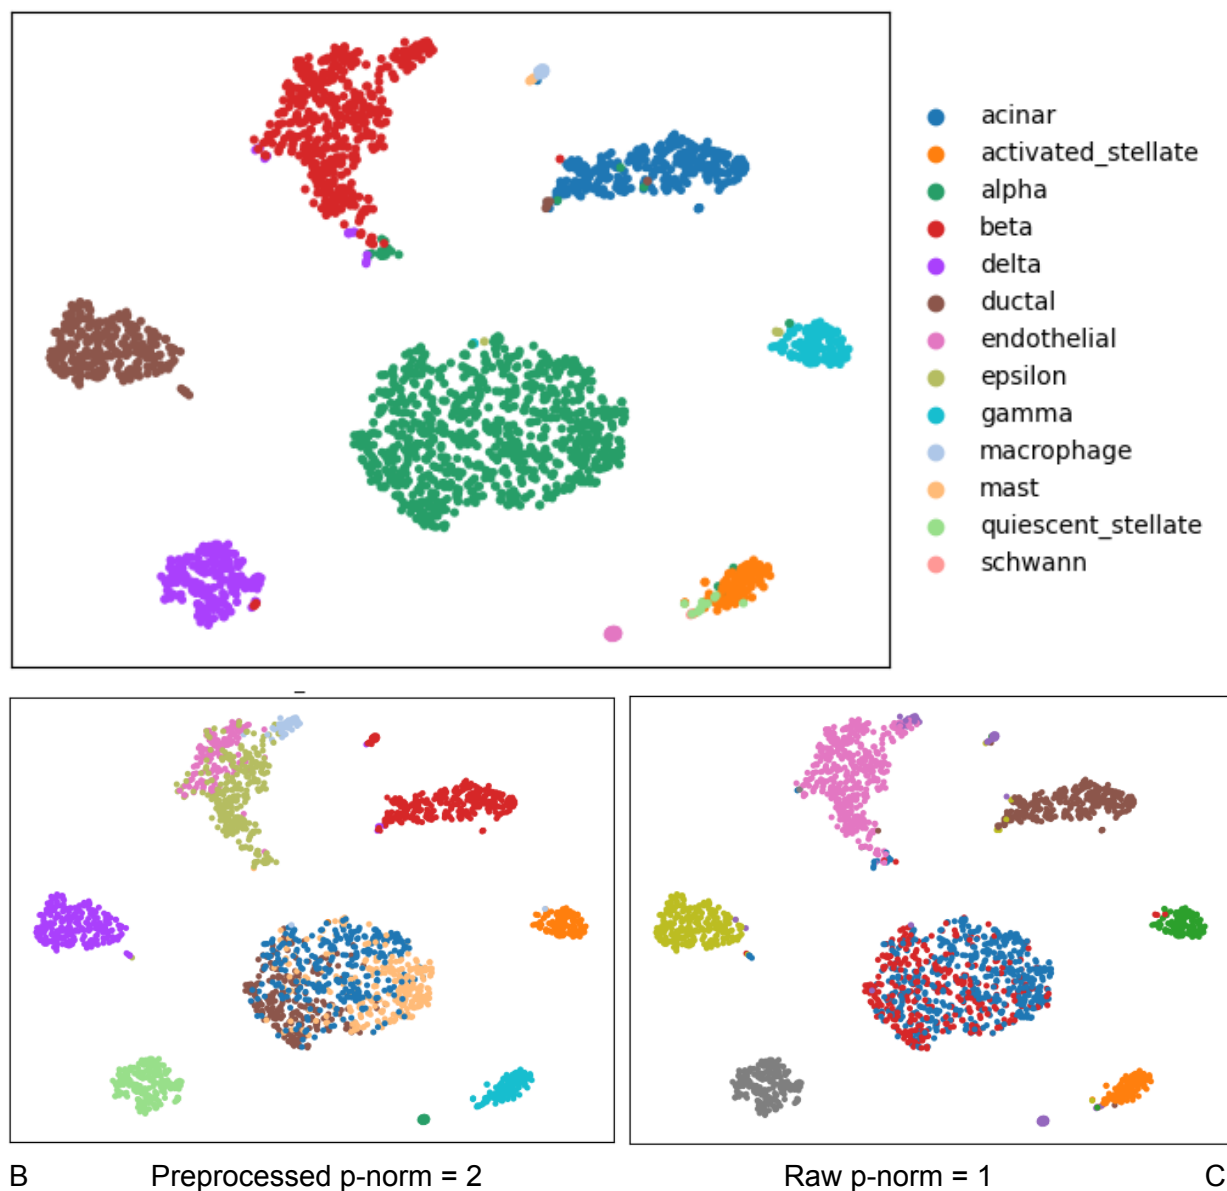 acinar
activated_stellate
alpha
beta
delta
ductal
endothelial
epsilon
gamma
macrophage
mast
quiescent_stellate
schwann
B Preprocessed p-norm = 2 Raw p-norm = 1 C